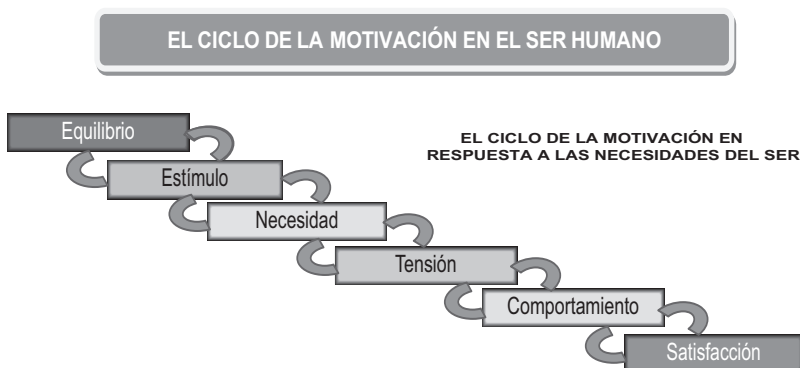 EL CICLO DE LA MOTIVACIÓN EN EL SER HUMANO
Equilibrio
EL CICLO DE LA MOTIVACIÓN EN
RESPUESTA A LAS NECESIDADES DEL SER
Estímulo
Necesidad
Tensión
Comportamiento
Satisfacción